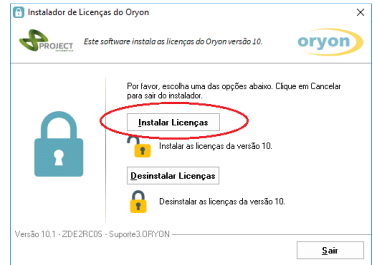 Instalador de Licenças do Oryon
PROJECT
Este software instala as licenças do Oryon versão 10.
oryon
Por favor, escolha uma das opções abaixo. Clique em Cancelar
para sair do instalador.
Instalar Licenças
Instalar as licenças da versão 10.
Desinstalar Licenças
Desinstalar as licenças da versão 10.
Versão 10.1 - ZDE2RC0S - Suporte3.ORYON
Sair